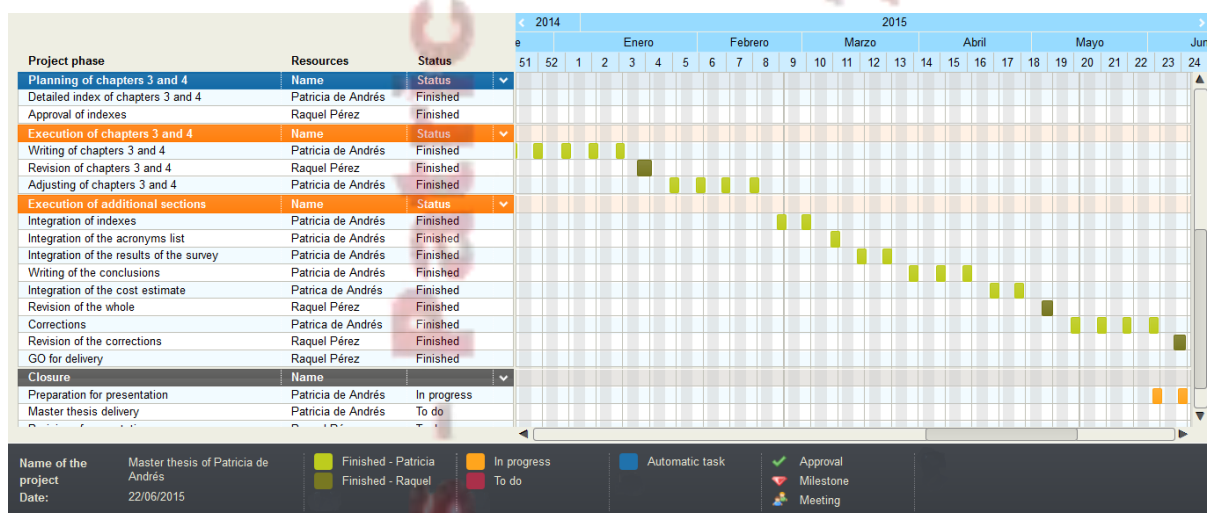 2014 2015
e Enero Febrero Marzo Abril Mayo Jun
Project phase Resources Status 51 52 1 2 3 4 5 6 7 8 9 10 11 12 13 14 15 16 17 18 19 20 21 22 23 24
Planning of chapters 3 and 4 Name Status
Detailed index of chapters 3 and 4 Patricia de Andrés Finished
Approval of indexes Raquel Pérez Finished
Execution of chapters 3 and 4 Name Status
Writing of chapters 3 and 4 Patricia de Andrés Finished
Revision of chapters 3 and 4 Raquel Pérez Finished
Adjusting of chapters 3 and 4 Patricia de Andrés Finished
Execution of additional sections Name Status
Integration of indexes Patricia de Andrés Finished
Integration of the acronyms list Patricia de Andrés Finished
Integration of the results of the survey Patricia de Andrés Finished
Writing of the conclusions Patricia de Andrés Finished
Integration of the cost estimate Patrica de Andrés Finished
Revision of the whole Raquel Pérez Finished
Corrections Patrica de Andrés Finished
Revision of the corrections Raquel Pérez Finished
GO for delivery Raquel Pérez Finished
Closure Name
Preparation for presentation Patricia de Andrés In progress
Master thesis delivery Patricia de Andrés To do
Name of the project Master thesis of Patricia de Andrés
Date: 22/06/2015
Finished - Patricia
Finished - Raquel
In progress
To do
Automatic task
Approval
Milestone
Meeting